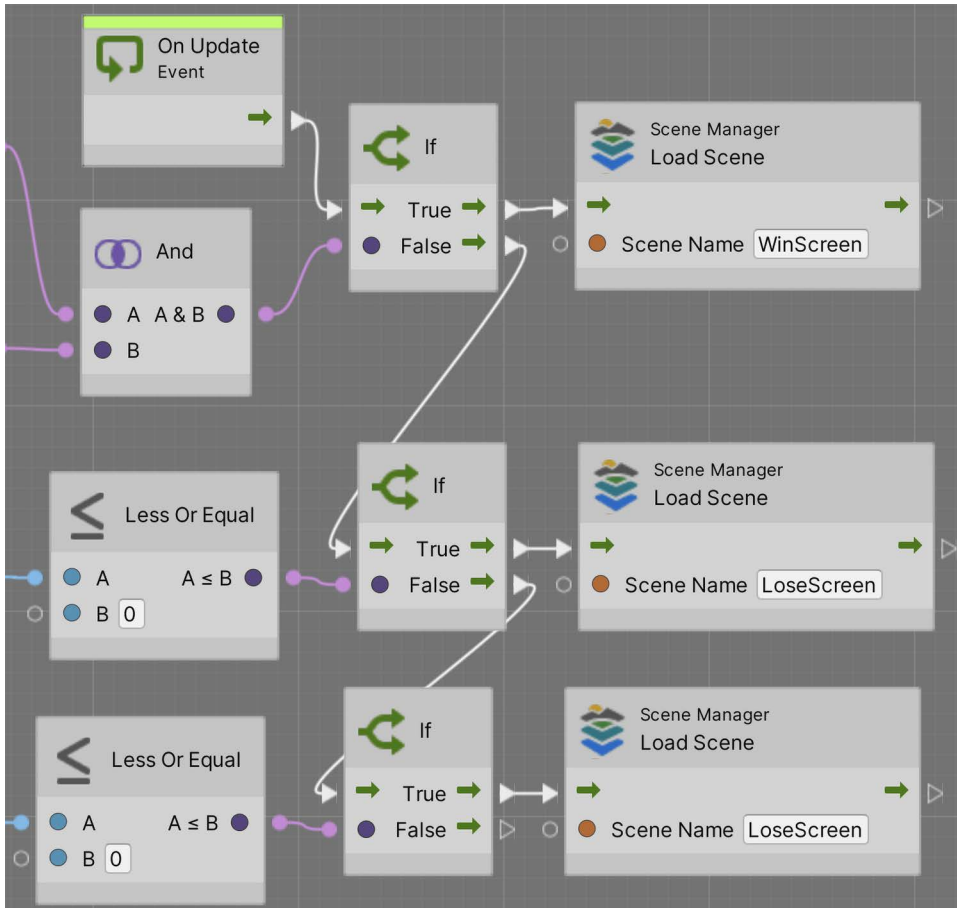 On Update
Event
If
True
False
Scene Manager
Load Scene
Scene Name WinScreen
And
A A & B
B
If
True
False
Scene Manager
Load Scene
Scene Name LoseScreen
Less Or Equal
A A ≤ B
B 0
If
True
False
Scene Manager
Load Scene
Scene Name LoseScreen
Less Or Equal
A A ≤ B
B 0